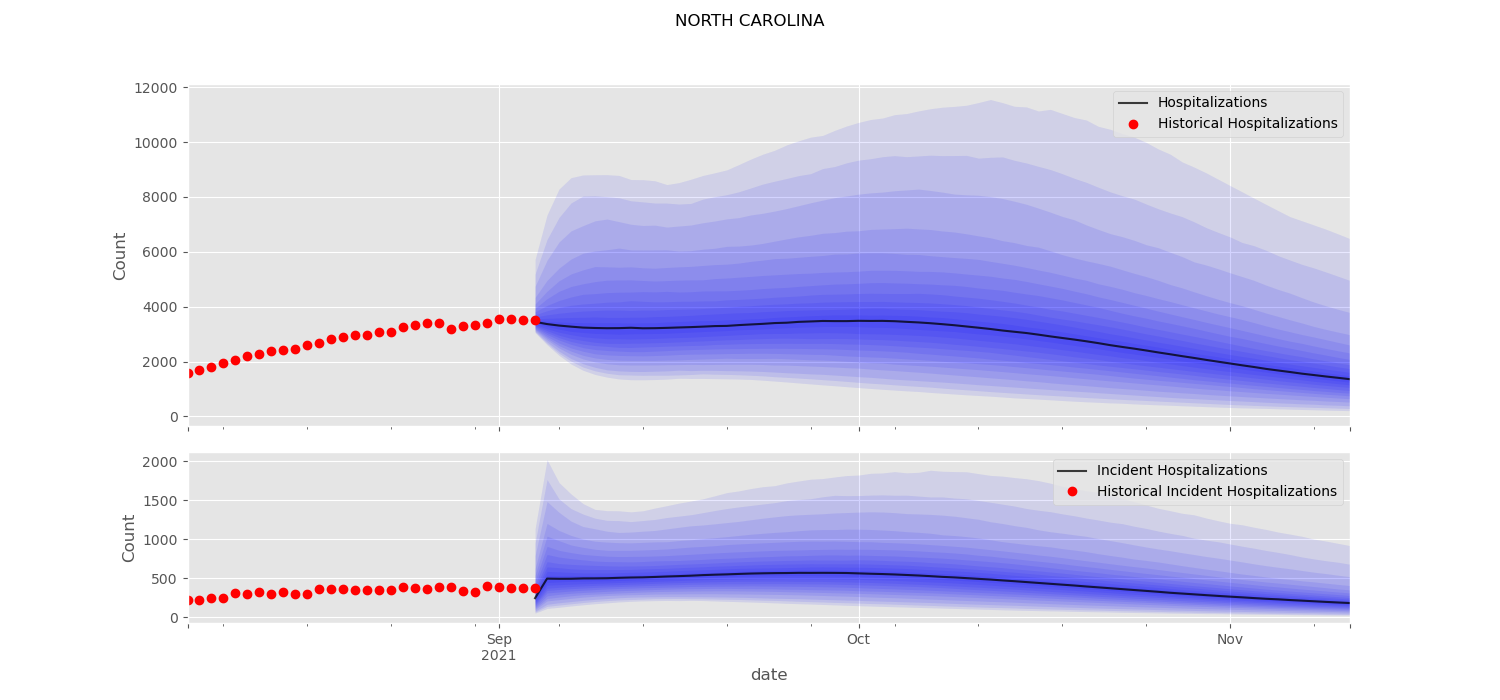 NORTH CAROLINA
12000
10000
8000
6000
4000
2000
0
Count
Hospitalizations
Historical Hospitalizations
2000
1500
1000
500
0
Count
Incident Hospitalizations
Historical Incident Hospitalizations
Sep
2021
Oct
Nov
date